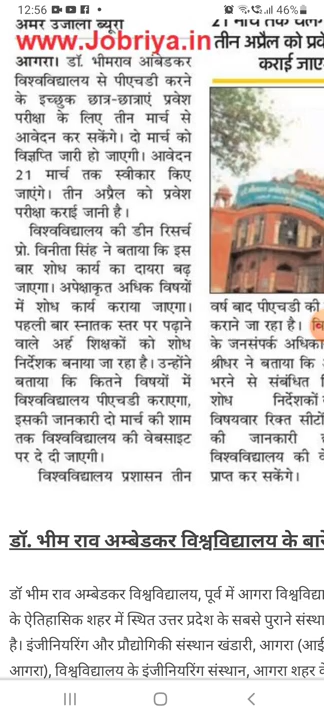 12:56
46%
अमर उजाला ब्यूरो
www.Jobriya.in
आगरा। डॉ. भीमराव आंबेडकर
विश्वविद्यालय से पीएचडी करने
के इच्छुक छात्र-छात्राएं प्रवेश
परीक्षा के लिए तीन मार्च से
आवेदन कर सकेंगे। दो मार्च को
विज्ञप्ति जारी हो जाएगी। आवेदन
21 मार्च तक स्वीकार किए
जाएंगे। तीन अप्रैल को प्रवेश
परीक्षा कराई जानी है।
विश्वविद्यालय की डीन रिसर्च
प्रो. विनीता सिंह ने बताया कि इस
बार शोध कार्य का दायरा बढ़
जाएगा। अपेक्षाकृत अधिक विषयों
में शोध कार्य कराया जाएगा।
पहली बार स्नातक स्तर पर पढ़ाने
वाले अर्ह शिक्षकों को शोध
निर्देशक बनाया जा रहा है। उन्होंने
बताया कि कितने विषयों में
विश्वविद्यालय पीएचडी कराएगा,
इसकी जानकारी दो मार्च की शाम
तक विश्वविद्यालय की वेबसाइट
पर दे दी जाएगी।
विश्वविद्यालय प्रशासन तीन
21 मार्च तक
तीन अप्रैल को
कराई
वर्ष बाद पीएचडी की
कराने जा रहा है।
के जनसंपर्क
श्रीधर ने बताया कि
भरने से संबंधित
शोध निर्देशकों
विषयवार रिक्त सीटों
की जानकारी
विश्वविद्यालय की
प्राप्त कर सकेंगे।
डॉ. भीम राव अम्बेडकर विश्वविद्यालय के
डॉ भीम राव अम्बेडकर विश्वविद्यालय, पूर्व में आगरा
के ऐतिहासिक शहर में स्थित उत्तर प्रदेश के सबसे पुराने
है। इंजीनियरिंग और प्रौद्योगिकी संस्थान खंडारी, आगरा
आगरा), विश्वविद्यालय के इंजीनियरिंग संस्थान, आगरा शहर